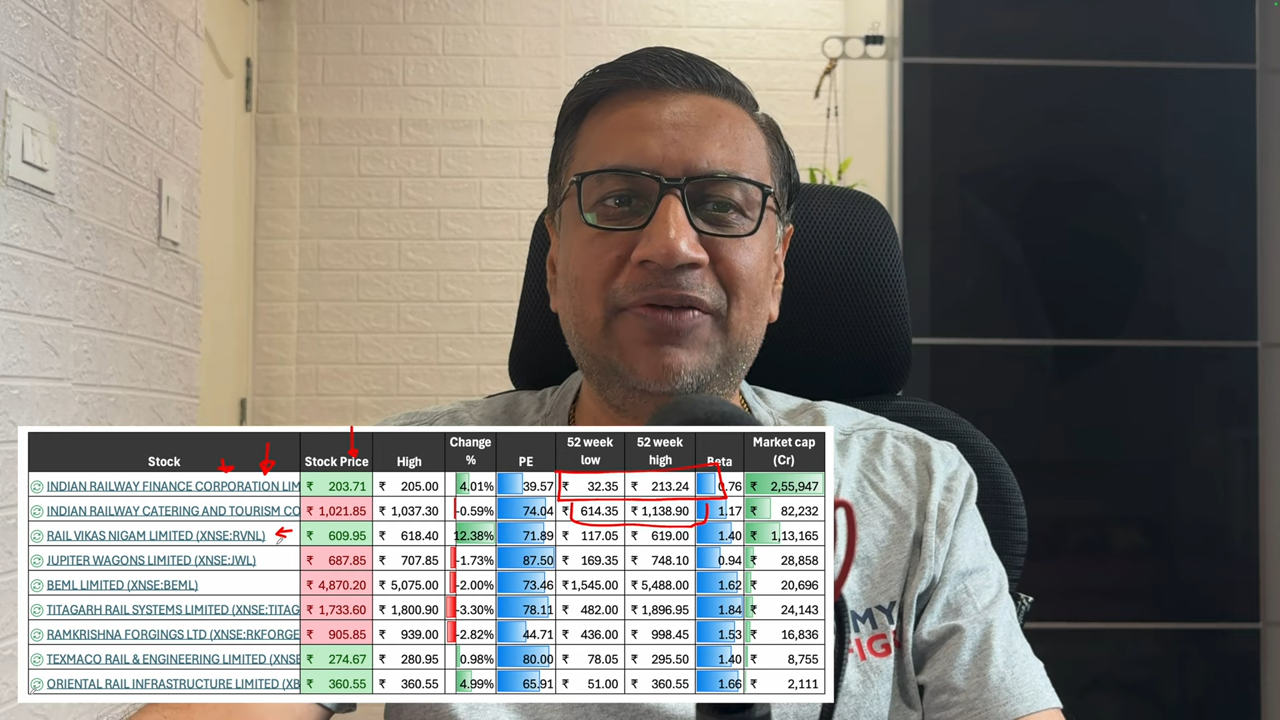 Stock Stock Price High Change % PE 52 week low 52 week high Beta Market cap (Cr)
INDIAN RAILWAY FINANCE CORPORATION LIM ₹ 203.71 ₹ 205.00 4.01% 39.57 ₹ 32.35 ₹ 213.24 0.76 ₹ 2,55,947
INDIAN RAILWAY CATERING AND TOURISM CO ₹ 1,021.85 ₹ 1,037.30 -0.59% 74.04 ₹ 614.35 ₹ 1,138.90 1.17 ₹ 82,232
RAIL VIKAS NIGAM LIMITED (XNSE:RVNL) ₹ 609.95 ₹ 618.40 12.38% 71.89 ₹ 117.05 ₹ 619.00 1.40 ₹ 1,13,165
JUPITER WAGONS LIMITED (XNSE:JWL) ₹ 687.85 ₹ 707.85 -1.73% 87.50 ₹ 169.35 ₹ 748.10 0.94 ₹ 28,858
BEML LIMITED (XNSE:BEML) ₹ 4,870.20 ₹ 5,075.00 -2.00% 73.46 ₹ 1,545.00 ₹ 5,488.00 1.62 ₹ 20,696
TITAGARH RAIL SYSTEMS LIMITED (XNSE:TITAG ₹ 1,733.60 ₹ 1,800.90 -3.30% 78.11 ₹ 482.00 ₹ 1,896.95 1.84 ₹ 24,143
RAMKRISHNA FORGINGS LTD (XNSE:RKFORGE ₹ 905.85 ₹ 939.00 -2.82% 44.71 ₹ 436.00 ₹ 998.45 1.53 ₹ 16,836
TEXMACO RAIL & ENGINEERING LIMITED (XNSE ₹ 274.67 ₹ 280.95 0.98% 80.00 ₹ 78.05 ₹ 295.50 1.40 ₹ 8,755
ORIENTAL RAIL INFRASTRUCTURE LIMITED (XB ₹ 360.55 ₹ 360.55 4.99% 65.91 ₹ 51.00 ₹ 360.55 1.66 ₹ 2,111
MY
FIG